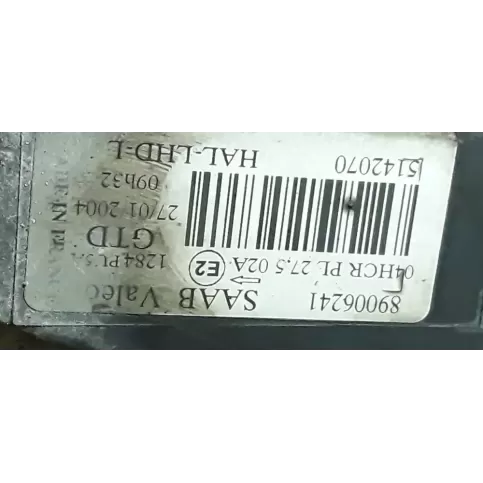 89006241
SAAB Valeo
L
04HCR PL 27.5 02A
E2
GTD
27/01/2004
09h32
5142070
HAL-LHD-L